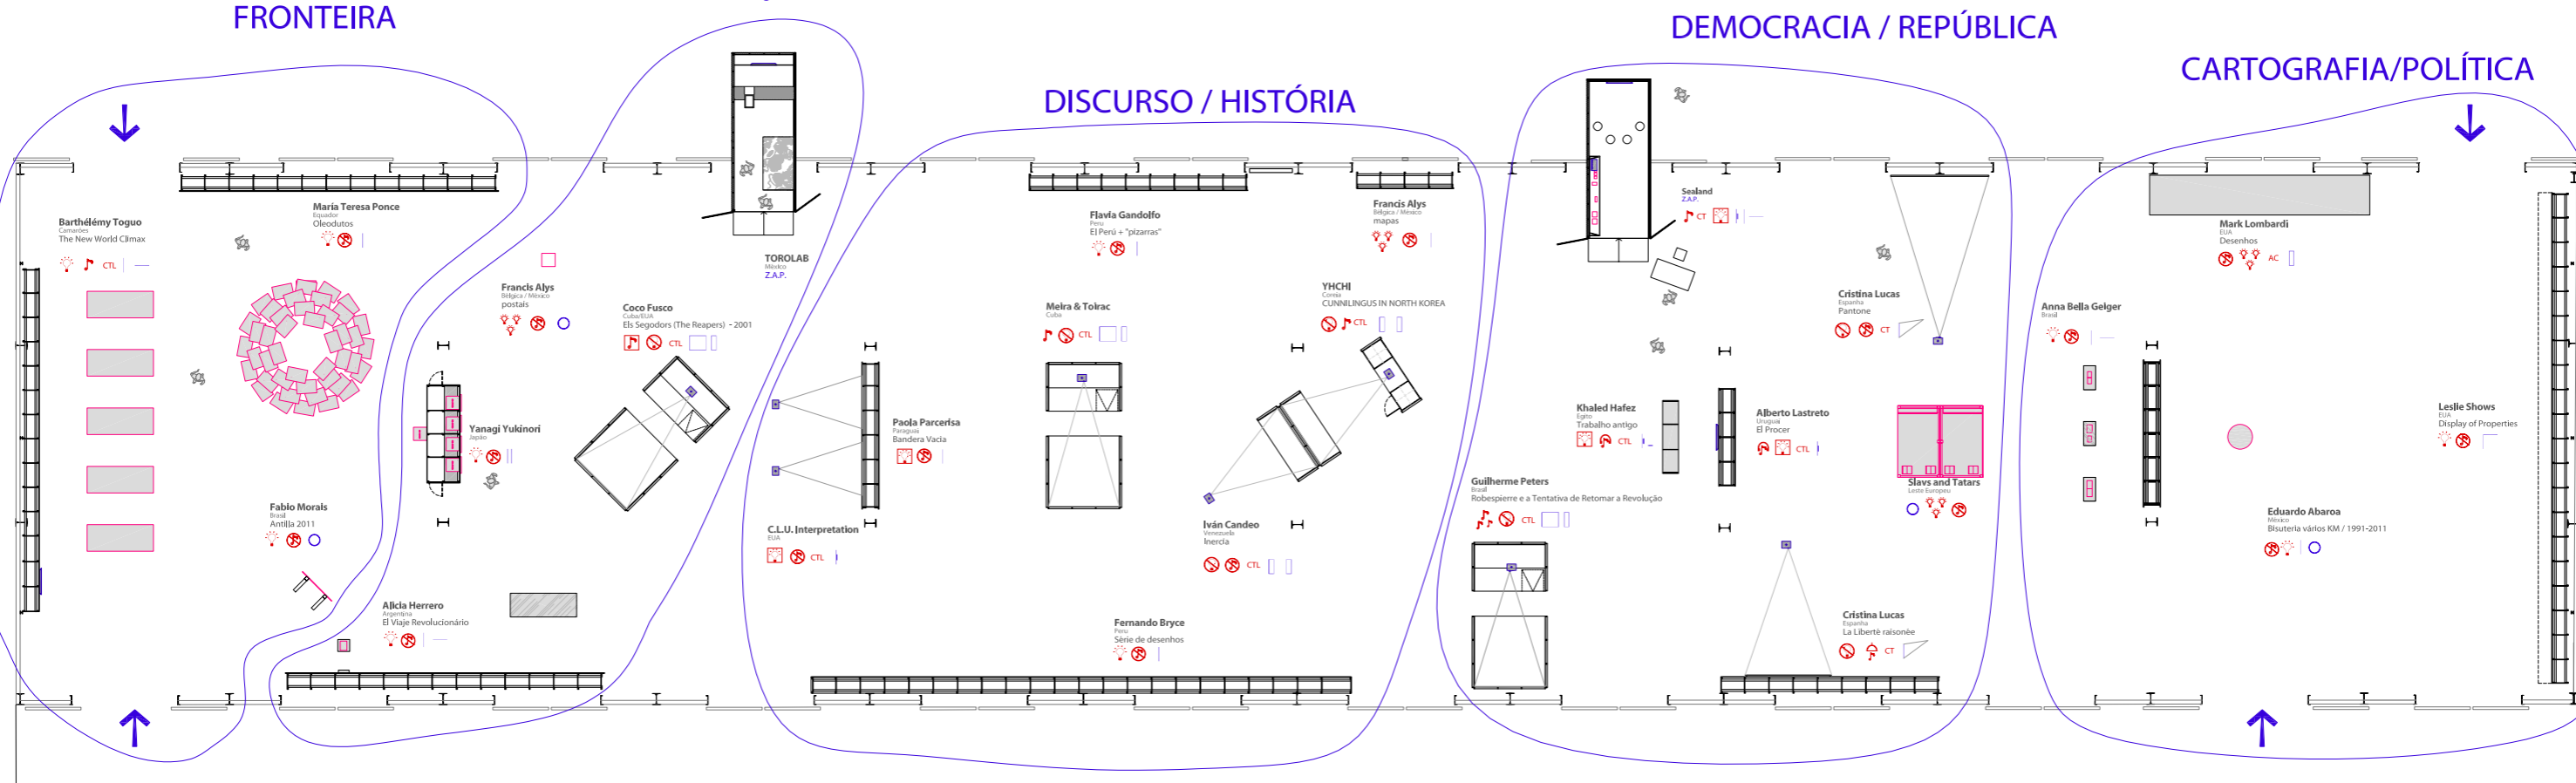 FRONTEIRA
DISCURSO / HISTÓRIA
DEMOCRACIA / REPÚBLICA
CARTOGRAFIA/POLÍTICA
Barthélémy Toguo
Camarões
The New World Climax
CTL
María Teresa Ponce
Equador
Oleodutos
Fabio Morais
Brasil
Antilla 2011
Alicia Herrero
Argentina
El Viaje Revolucionário
Francis Alys
Bélgica / México
postais
Yanagi Yukinori
Japão
Coco Fusco
Cuba/EUA
Els Segodors (The Reapers) - 2001
CTL
TOROLAB
México
Z.A.P.
C.L.U. Interpretation
EUA
CTL
Paola Parcerisa
Paraguai
Bandera Vacia
Flavia Gandolfo
Peru
El Perú + "pizarras"
Meira & Toirac
Cuba
CTL
Fernando Bryce
Peru
Série de desenhos
Francis Alys
Bélgica / México
mapas
YHCHI
Coréia
CUNNILINGUS IN NORTH KOREA
CTL
Iván Candeo
Venezuela
Inercia
CTL
Sealand
Z.A.P.
CT
Guilherme Peters
Brasil
Robespierre e a Tentativa de Retomar a Revolução
CTL
Khaled Hafez
Egito
Trabalho antigo
CTL
Alberto Lastreto
Uruguai
El Procer
CTL
Cristina Lucas
Espanha
Pantone
CT
Slavs and Tatars
Leste Europeu
Cristina Lucas
Espanha
La Libertè raisonèe
CT
Anna Bella Geiger
Brasil
Mark Lombardi
EUA
Desenhos
AC
Eduardo Abaroa
México
Bisuteria vários KM / 1991-2011
Leslie Shows
EUA
Display of Properties